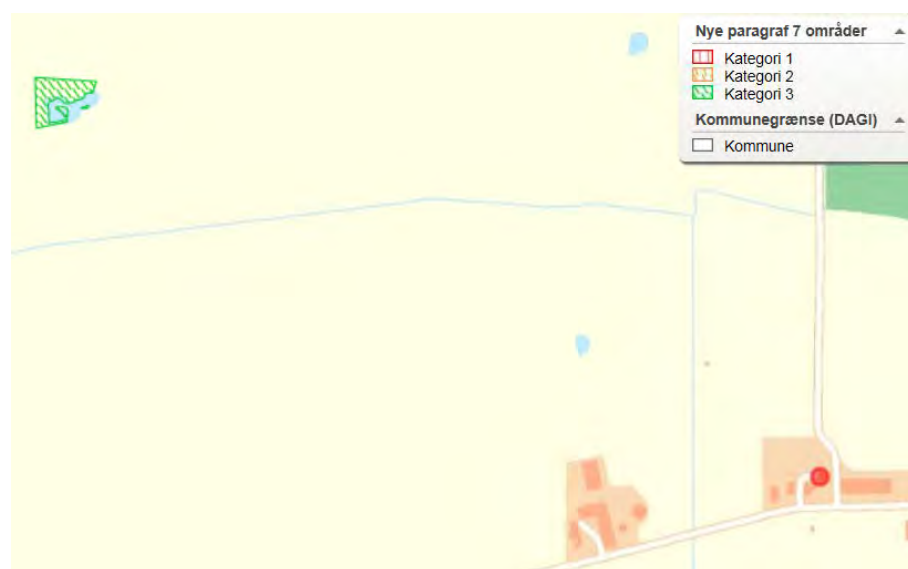 Nye paragraf 7 områder
Kategori 1
Kategori 2
Kategori 3
Kommunegrænse (DAGI)
Kommune